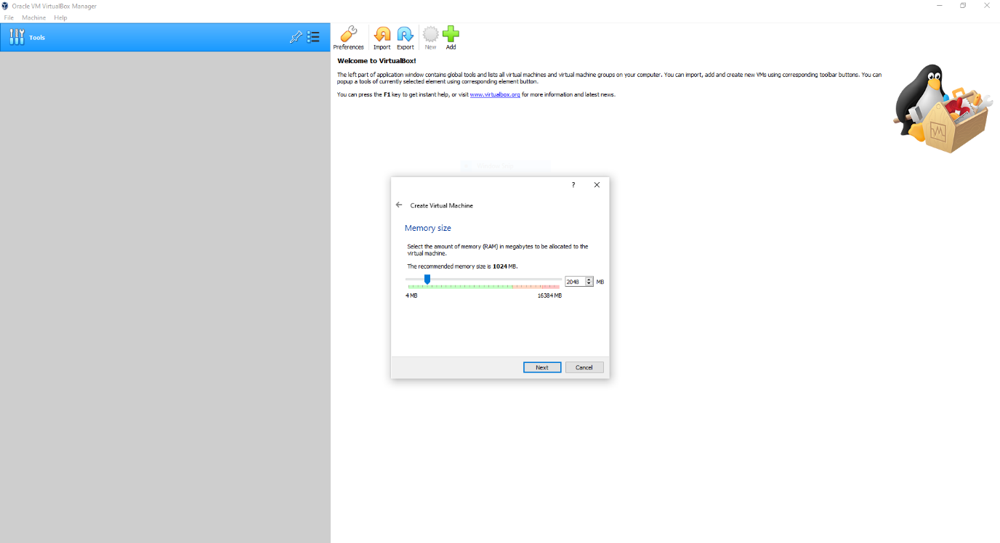 Oracle VM VirtualBox Manager
File Machine Help
Tools
Preferences Import Export New Add
Welcome to VirtualBox!
The left part of application window contains global tools and lists all virtual machines and virtual machine groups on your computer. You can import, add and create new VMs using corresponding toolbar buttons. You can
popup a tools of currently selected element using corresponding element button.
You can press the F1 key to get instant help, or visit www.virtualbox.org for more information and latest news.
?
Create Virtual Machine
Memory size
Select the amount of memory (RAM) in megabytes to be allocated to the
virtual machine.
The recommended memory size is 1024 MB.
2048 MB
4 MB 16384 MB
Next Cancel